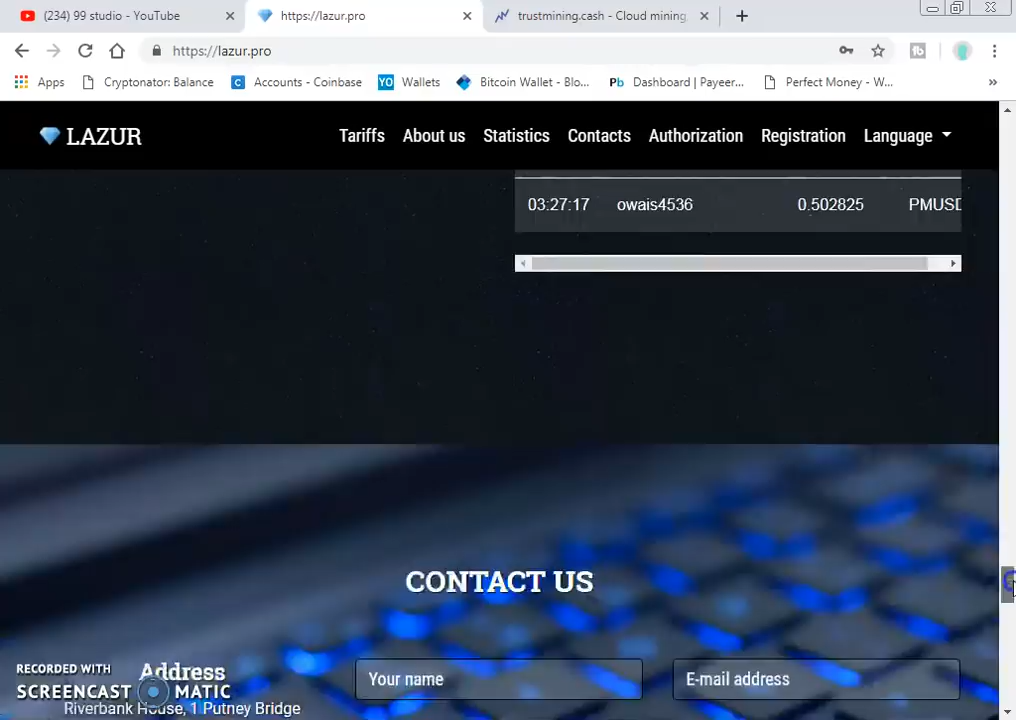 (234) 99 studio - YouTube
https://lazur.pro
trustmining.cash - Cloud mining,
https://lazur.pro
Apps
Cryptonator: Balance
Accounts - Coinbase
YO Wallets
Bitcoin Wallet - Blo...
Pb Dashboard | Payeer...
Perfect Money - W...
»
LAZUR
Tariffs
About us
Statistics
Contacts
Authorization
Registration
Language
03:27:17 owais4536 0.502825 PMUSD
CONTACT US
RECORDED WITH
SCREENCAST MATIC
Address
Riverbank House, 1 Putney Bridge
Your name
E-mail address